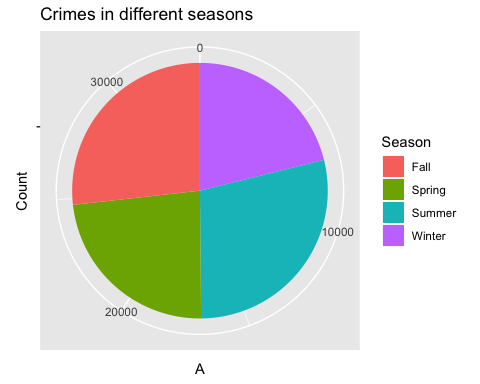 Crimes in different seasons
0
30000
10000
20000
Count
A
Season
Fall
Spring
Summer
Winter